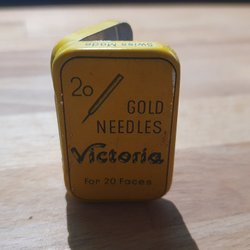 Swiss Made
20
GOLD
NEEDLES
Victoria
For 20 Faces